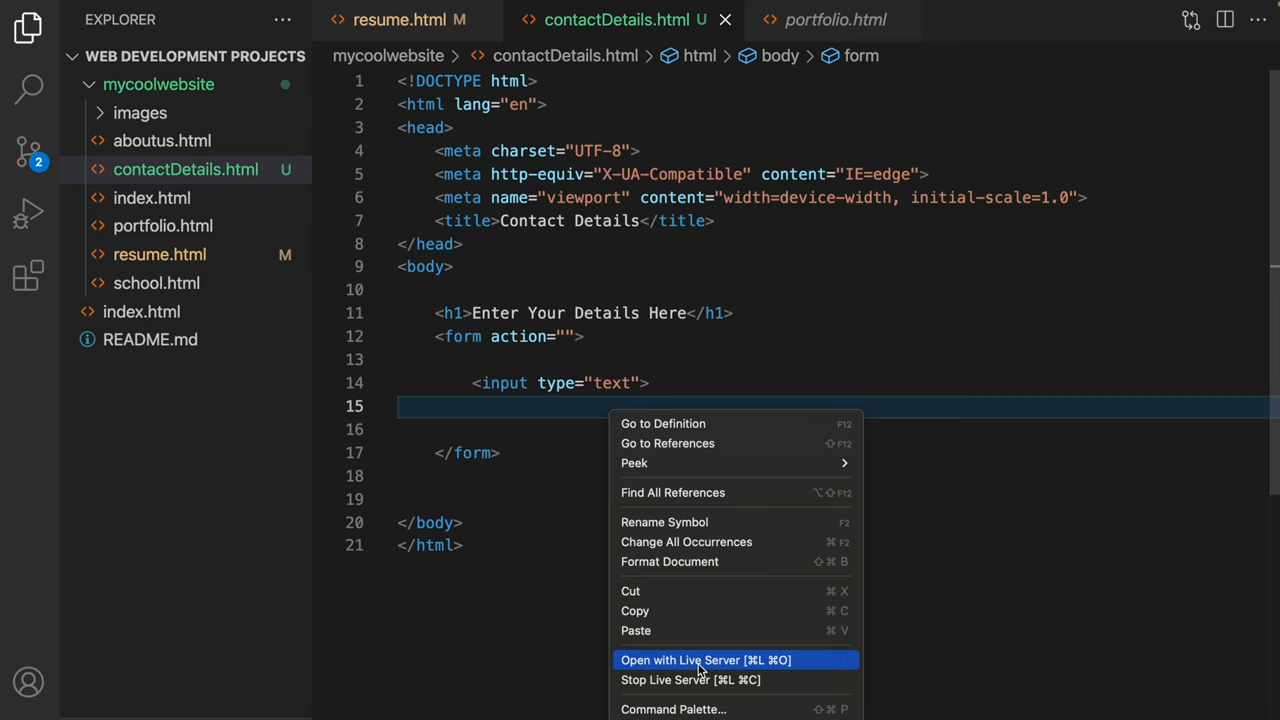 EXPLORER
WEB DEVELOPMENT PROJECTS
mycoolwebsite
images
aboutus.html
contactDetails.html U
index.html
portfolio.html
resume.html M
school.html
index.html
README.md
2
resume.html M
contactDetails.html U
portfolio.html
mycoolwebsite > contactDetails.html > html > body > form
1 <!DOCTYPE html>
2 <html lang="en">
3 <head>
4 <meta charset="UTF-8">
5 <meta http-equiv="X-UA-Compatible" content="IE=edge">
6 <meta name="viewport" content="width=device-width, initial-scale=1.0">
7 <title>Contact Details</title>
8 </head>
9 <body>
10
11 <h1>Enter Your Details Here</h1>
12 <form action="">
13
14 <input type="text">
15
16
17 </form>
18
19
20 </body>
21 </html>
Go to Definition F12
Go to References ⇧F12
Peek
Find All References ⌥⇧F12
Rename Symbol F2
Change All Occurrences ⌘F2
Format Document ⇧⌘B
Cut ⌘X
Copy ⌘C
Paste ⌘V
Open with Live Server [⌘L ⌘O]
Stop Live Server [⌘L ⌘C]
Command Palette... ⇧⌘P